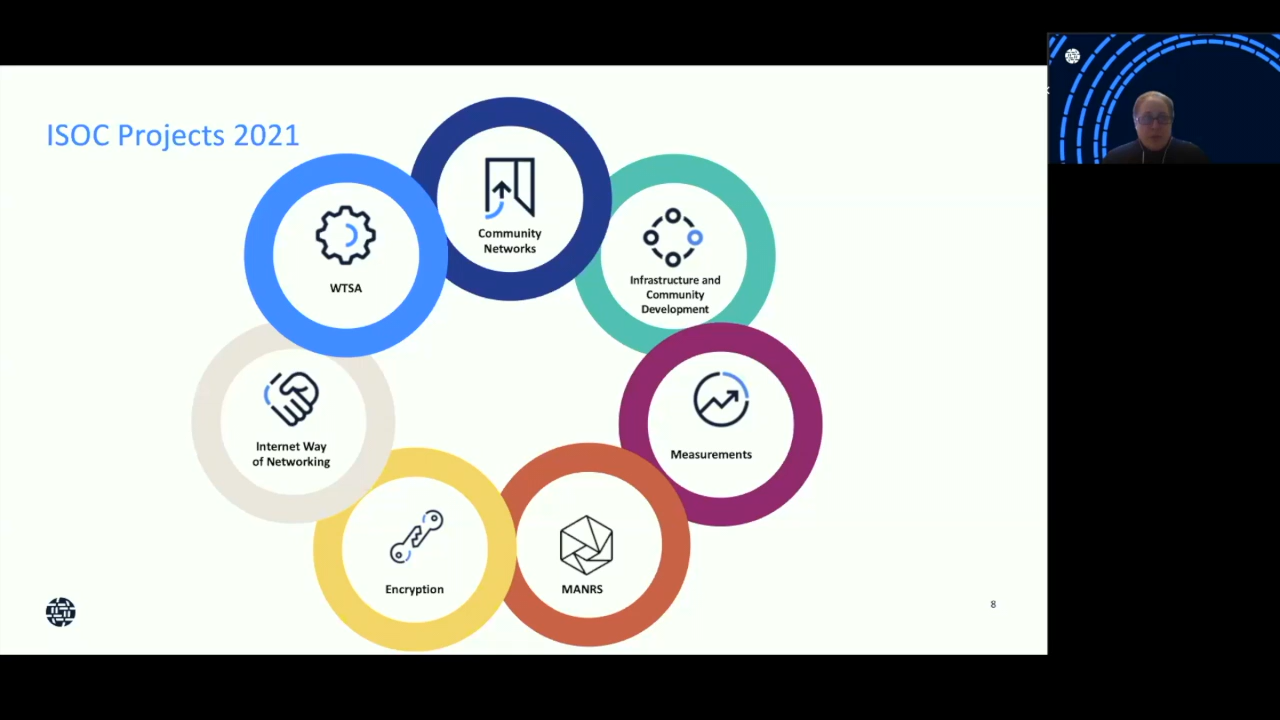 ISOC Projects 2021
Community
Networks
WTSA
Infrastructure and
Community
Development
Internet Way
of Networking
Measurements
Encryption
MANRS
8